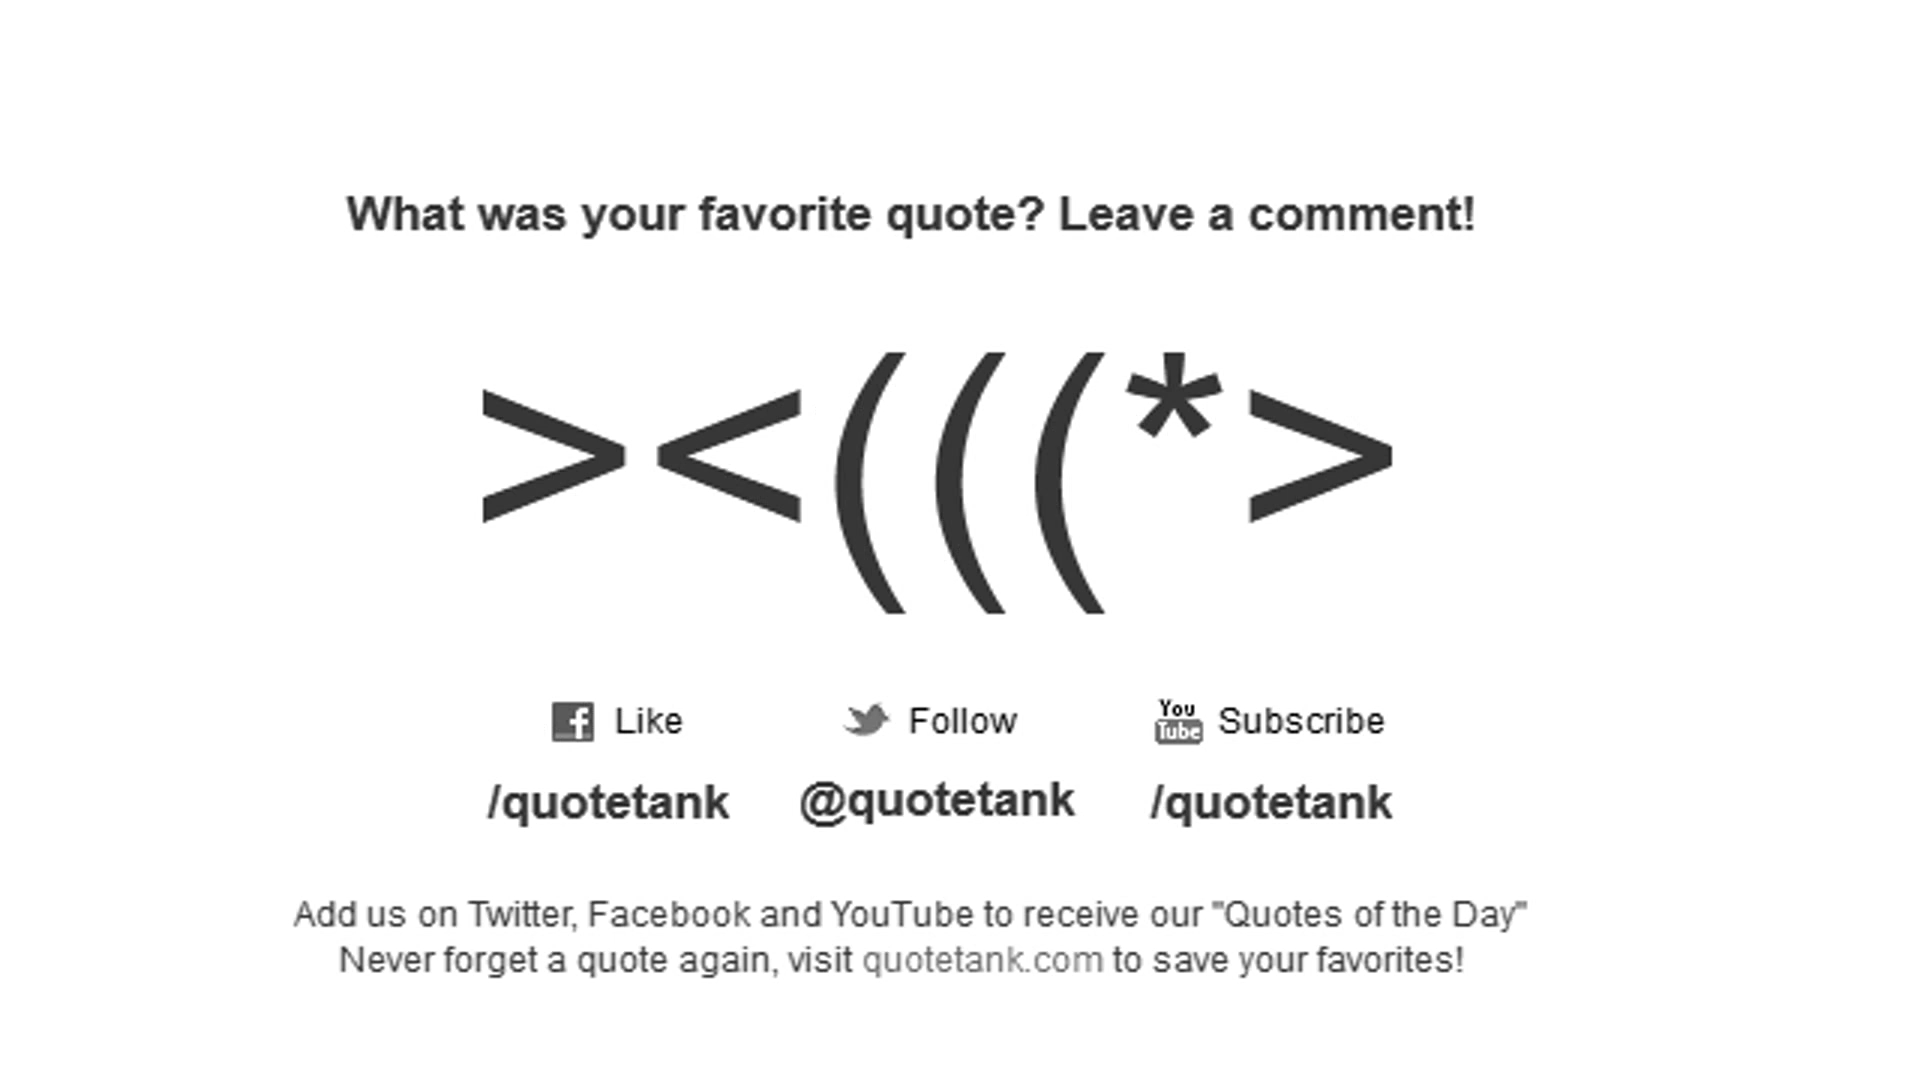 What was your favorite quote? Leave a comment!
><(((*>
f Like Follow You Tube Subscribe
/quotetank @quotetank /quotetank
Add us on Twitter, Facebook and YouTube to receive our "Quotes of the Day"
Never forget a quote again, visit quotetank.com to save your favorites!